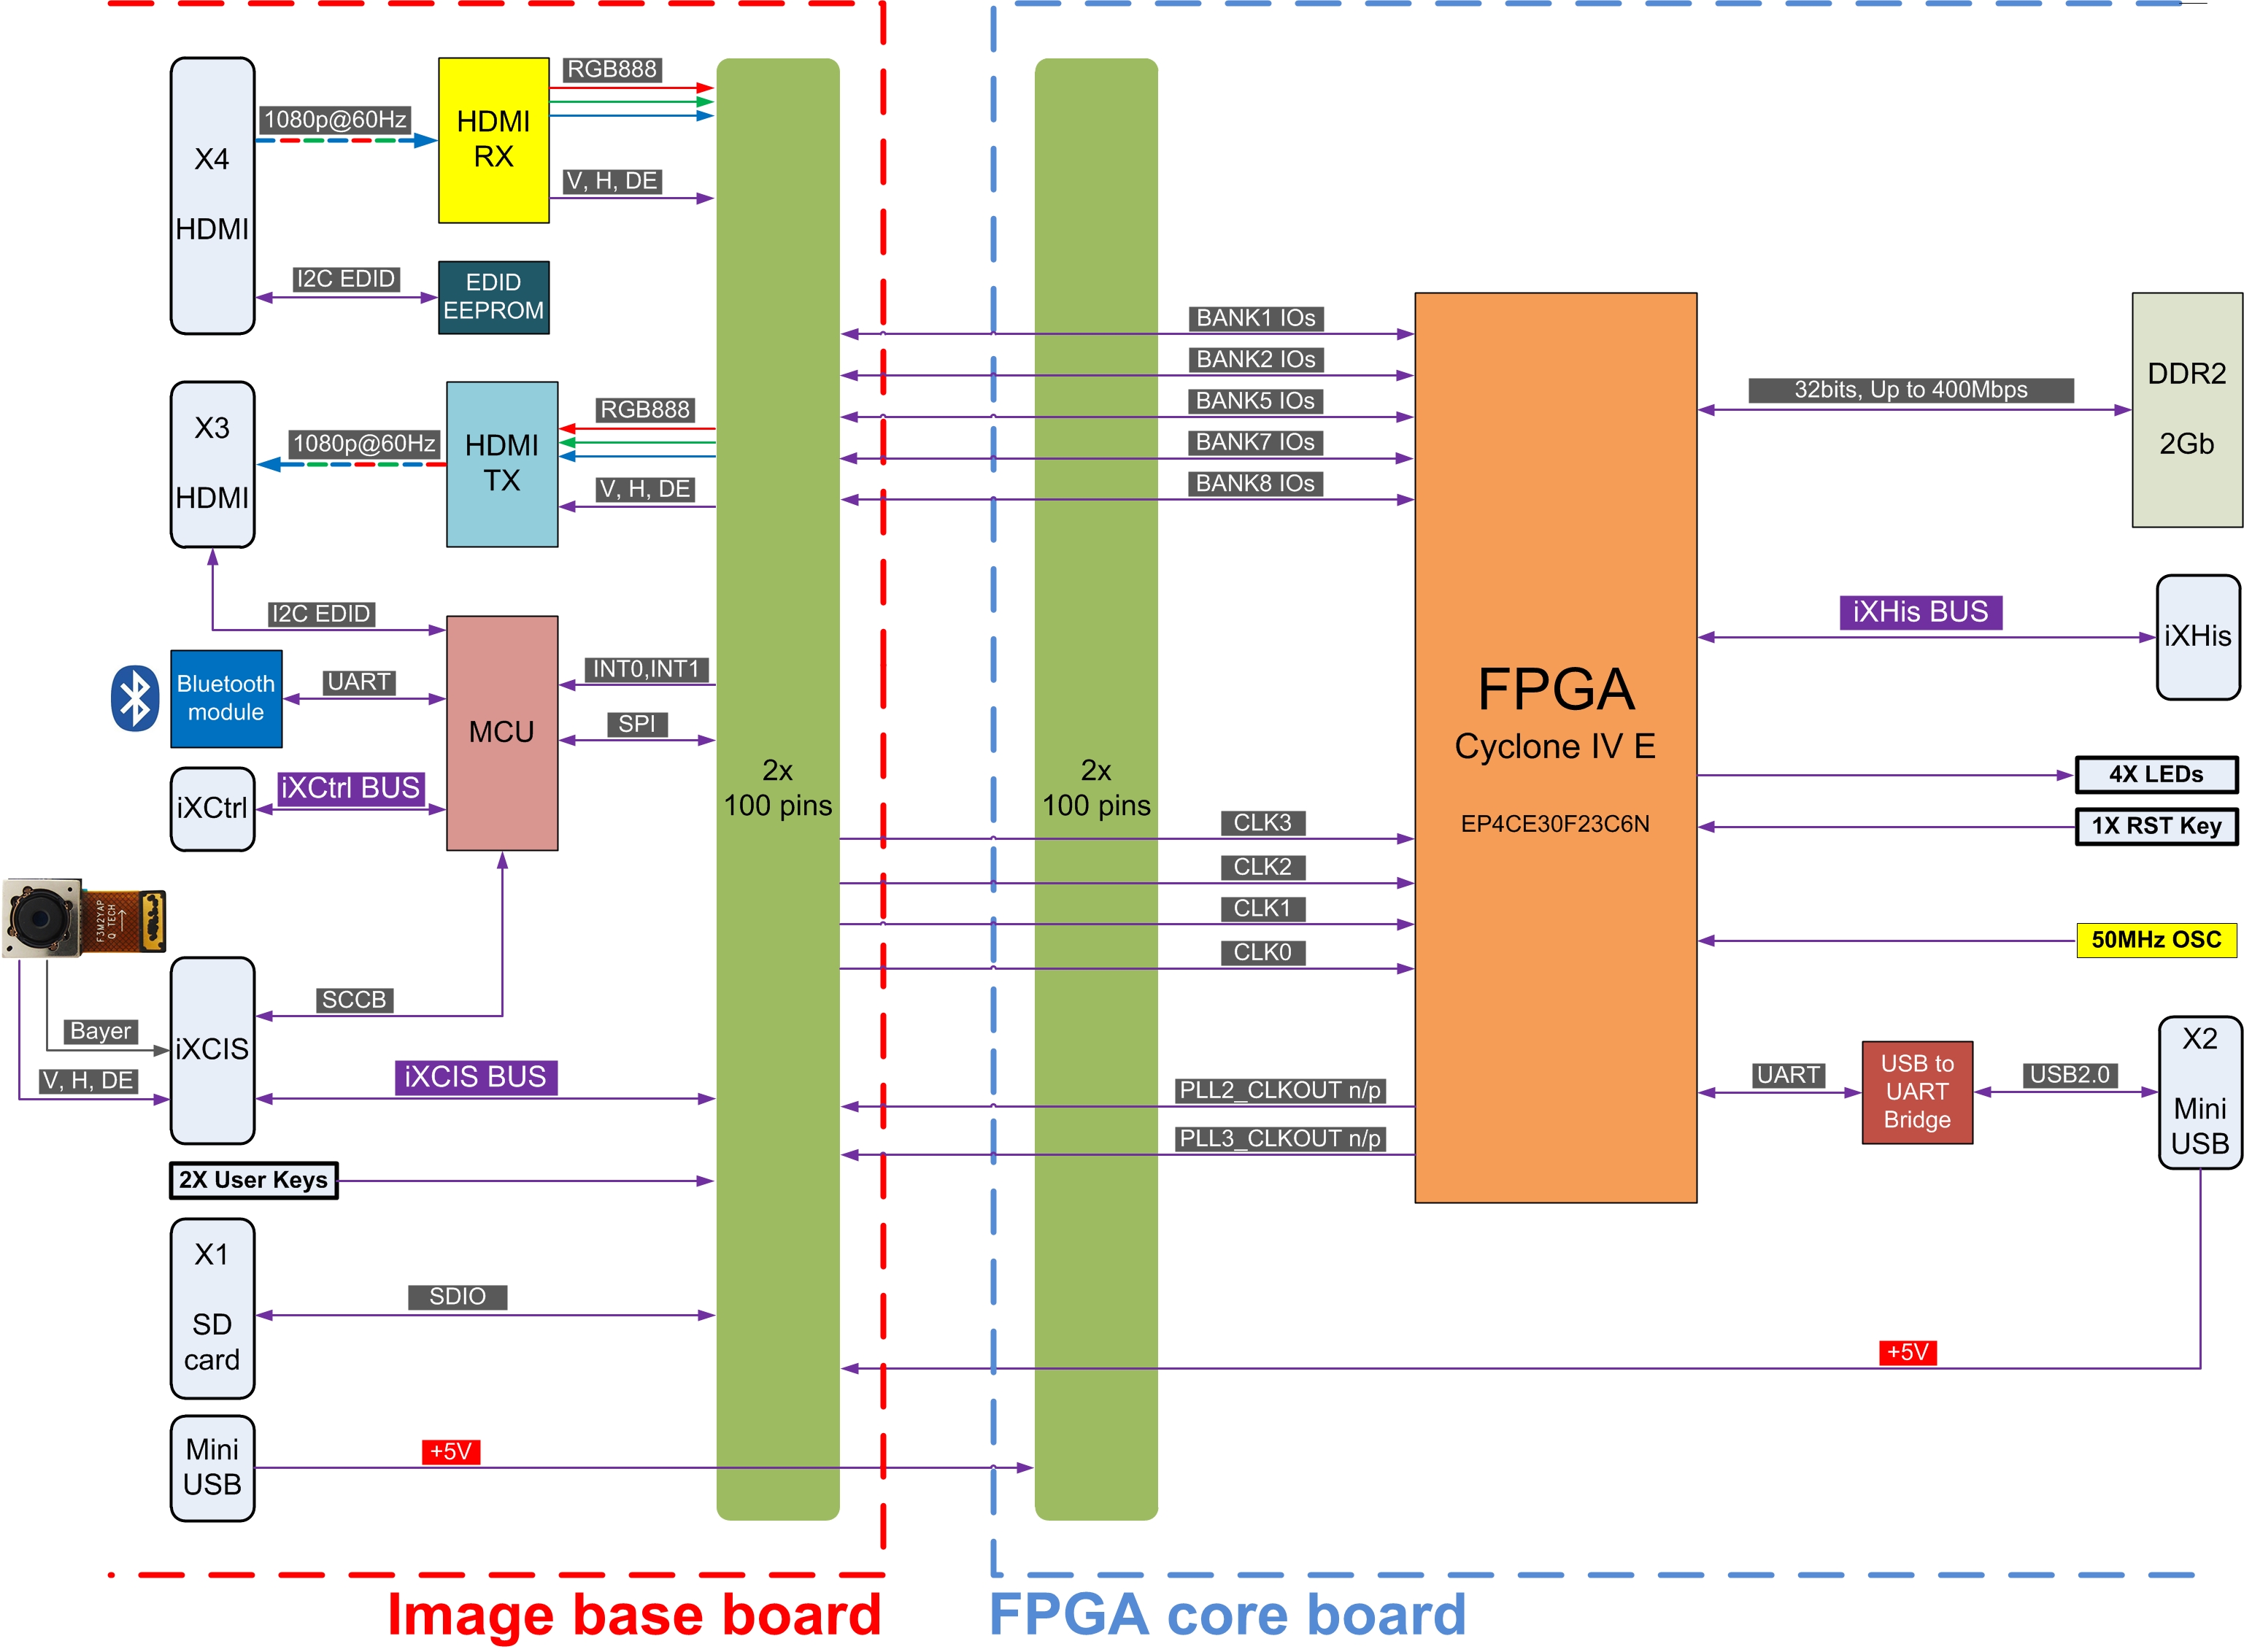 X4
HDMI
1080p@60Hz
HDMI
RX
RGB888
V, H, DE
I2C EDID
EDID
EEPROM
X3
HDMI
1080p@60Hz
HDMI
TX
RGB888
V, H, DE
I2C EDID
Bluetooth
module
UART
MCU
INT0,INT1
SPI
iXCtrl
iXCtrl BUS
F3M2YAP
Q TECH
Bayer
V, H, DE
iXCIS
SCCB
iXCIS BUS
2X User Keys
X1
SD
card
SDIO
Mini
USB
+5V
2x
100 pins
2x
100 pins
BANK1 IOs
BANK2 IOs
BANK5 IOs
BANK7 IOs
BANK8 IOs
CLK3
CLK2
CLK1
CLK0
PLL2_CLKOUT n/p
PLL3_CLKOUT n/p
FPGA
Cyclone IV E
EP4CE30F23C6N
32bits, Up to 400Mbps
DDR2
2Gb
iXHis BUS
iXHis
4X LEDs
1X RST Key
50MHz OSC
UART
USB to
UART
Bridge
USB2.0
X2
Mini
USB
+5V
Image base board
FPGA core board